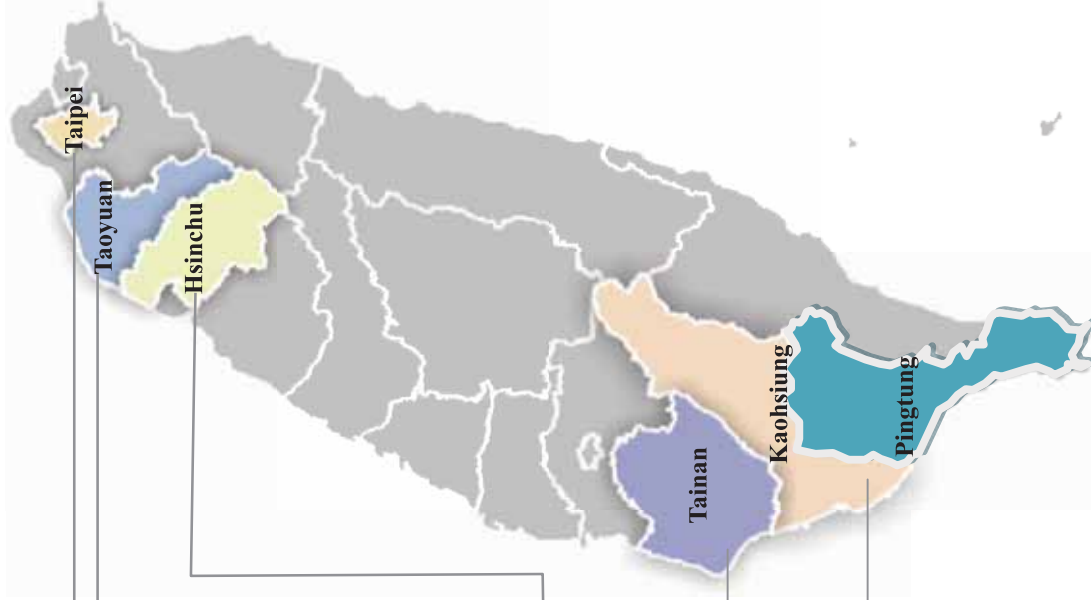 Taipei
Taoyuan
Hsinchu
Tainan
Kaohsiung
Pingtung